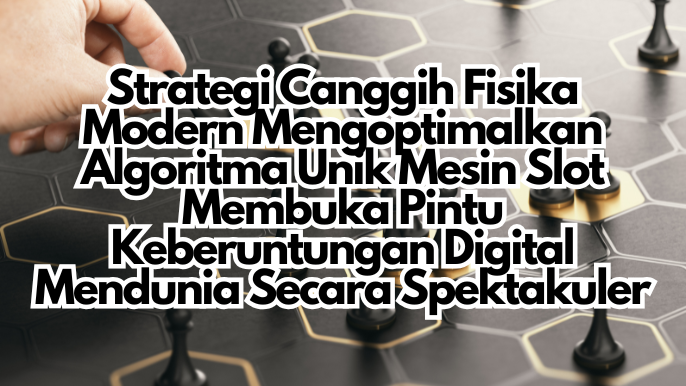 Strategi Canggih Fisika
Modern Mengoptimalkan
Algoritma Unik Mesin Slot
Membuka Pintu
Keberuntungan Digital
Mendunia Secara Spektakuler